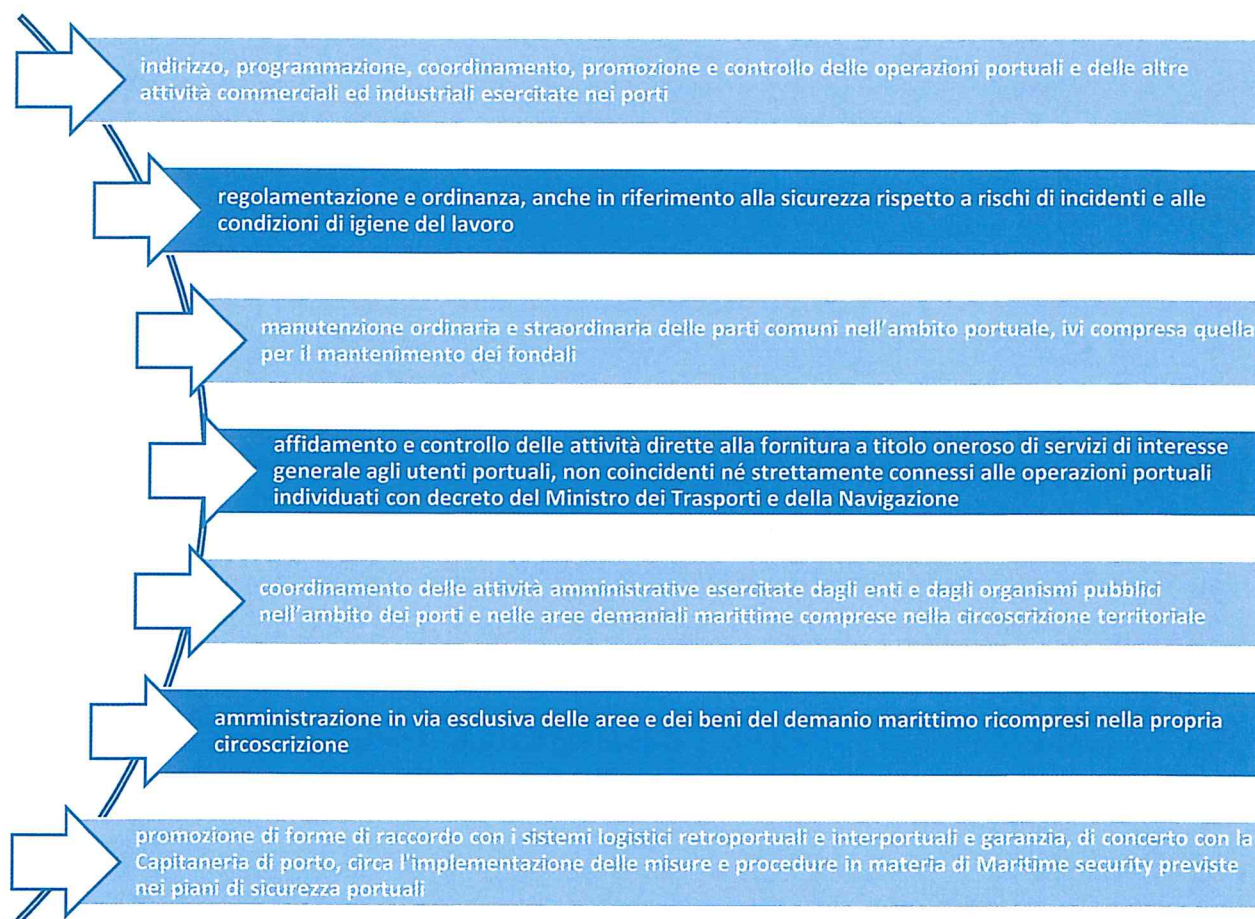 indirizzo, programmazione, coordinamento, promozione e controllo delle operazioni portuali e delle altre
attività commerciali ed industriali esercitate nei porti
regolamentazione e ordinanza, anche in riferimento alla sicurezza rispetto a rischi di incidenti e alle
condizioni di igiene del lavoro
manutenzione ordinaria e straordinaria delle parti comuni nell'ambito portuale, ivi compresa quella
per il mantenimento dei fondali
affidamento e controllo delle attività dirette alla fornitura a titolo oneroso di servizi di interesse
generale agli utenti portuali, non coincidenti né strettamente connessi alle operazioni portuali
individuati con decreto del Ministro dei Trasporti e della Navigazione
coordinamento delle attività amministrative esercitate dagli enti e dagli organismi pubblici
nell'ambito dei porti e nelle aree demaniali marittime comprese nella circoscrizione territoriale
amministrazione in via esclusiva delle aree e dei beni del demanio marittimo ricompresi nella propria
circoscrizione
promozione di forme di raccordo con i sistemi logistici retroportuali e interportuali e garanzia, di concerto con la
Capitaneria di porto, circa l'implementazione delle misure e procedure in materia di Maritime security previste
nei piani di sicurezza portuali